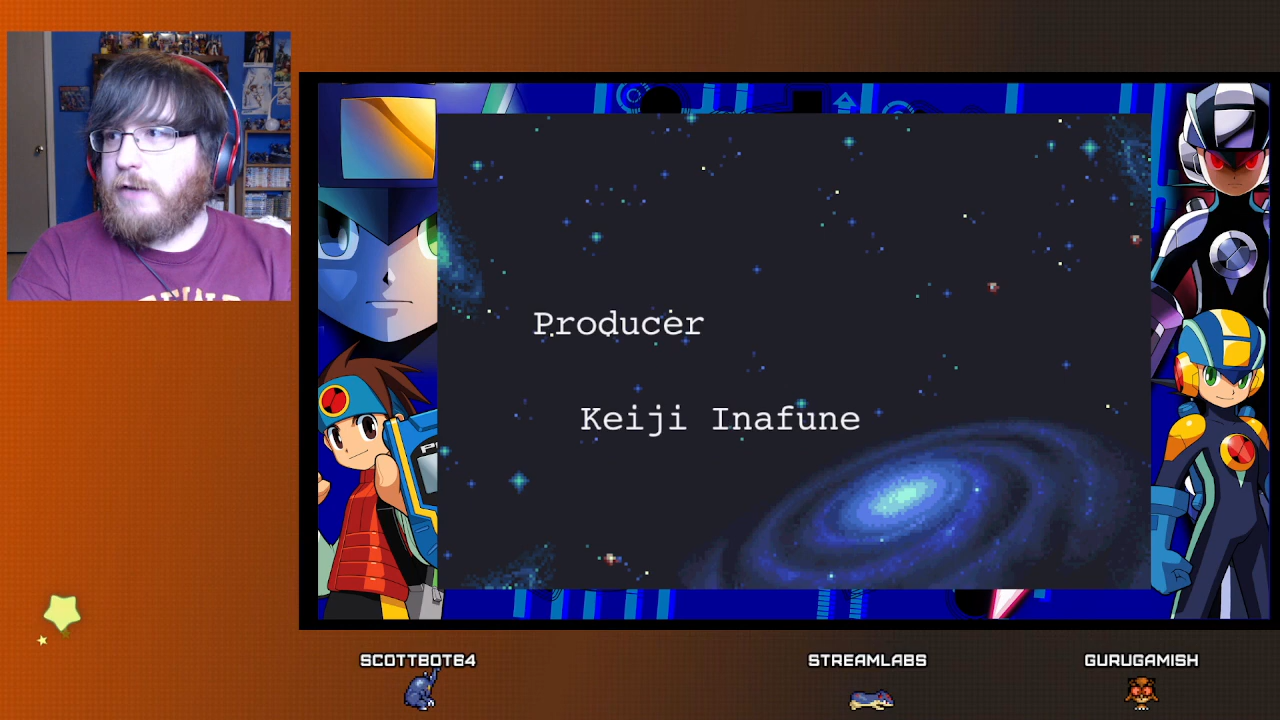 Producer
Keiji Inafune
SCOTTBOT64
STREAMLABS
GURUGAMISH